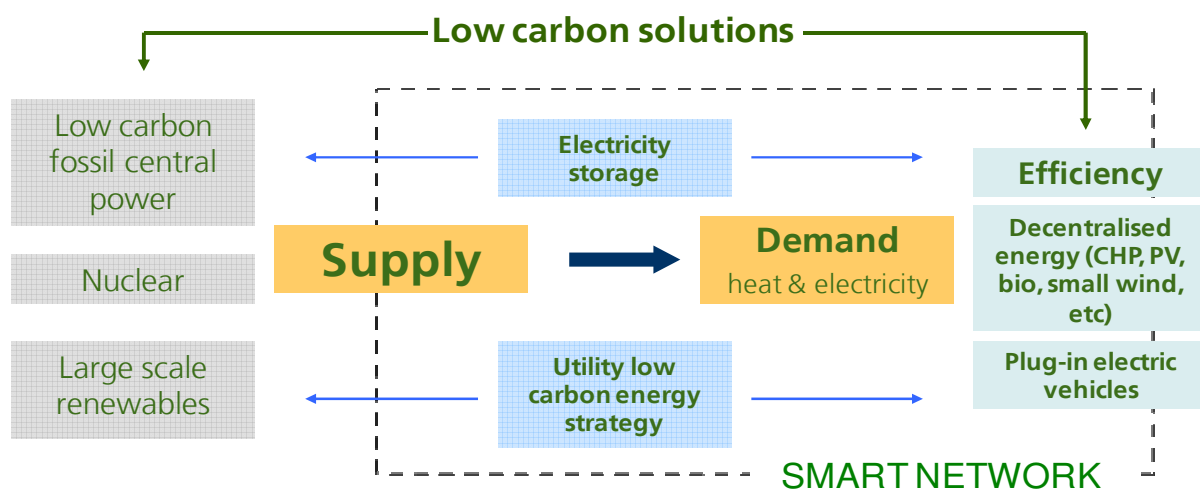 Low carbon solutions
Low carbon
fossil central
power
Nuclear
Large scale
renewables
Electricity
storage
Supply
Demand
heat & electricity
Utility low
carbon energy
strategy
Efficiency
Decentralised
energy (CHP, PV,
bio, small wind,
etc)
Plug-in electric
vehicles
SMART NETWORK